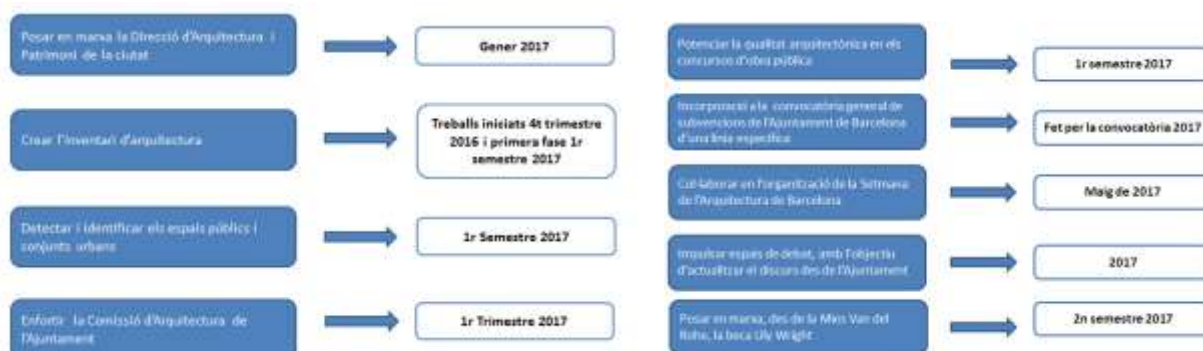 Posar en marxa la Direcció d'Arquitectura i
Patrimoni de la ciutat
Gener 2017
Crear l'inventari d'arquitectura
Treballs iniciats 4t trimestre
2016 i primera fase 1r
semestre 2017
Detectar i identificar els espais públics i
conjunts urbans
1r Semestre 2017
Enfortir la Comissió d'Arquitectura de
l'Ajuntament
1r Trimestre 2017
Potenciar la qualitat arquitectònica en els
concursos d'obra pública
1r semestre 2017
Incorporació a la convocatòria general de
subvencions de l'Ajuntament de Barcelona
d'una línia específica
Fet per la convocatòria 2017
Col·laborar en l'organització de la Setmana
de l'Arquitectura de Barcelona
Maig de 2017
Impulsar espais de debat, amb l'objectiu
d'actualitzar el discurs des de l'Ajuntament
2017
Posar en marxa, des de la Mies Van del
Rohe, la beca Lily Wright
2n semestre 2017